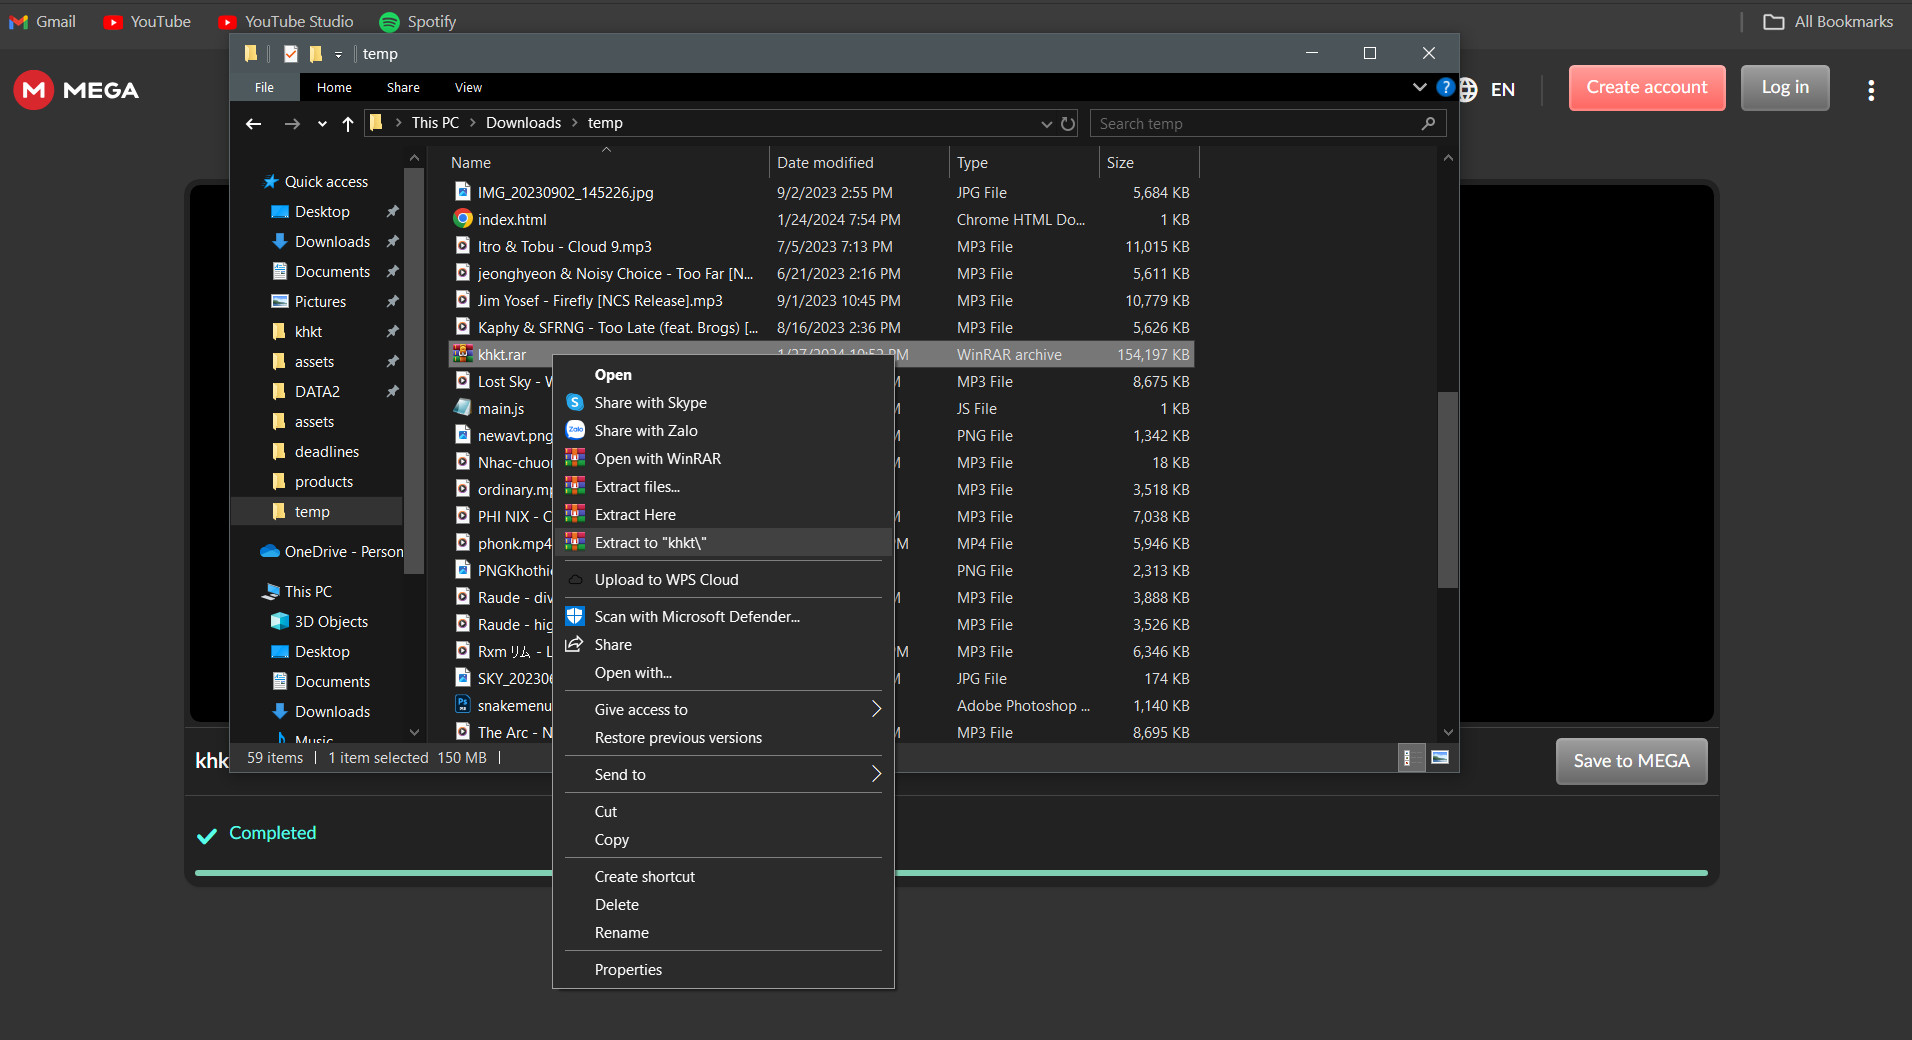 Gmail YouTube YouTube Studio Spotify All Bookmarks
temp
MEGA
File Home Share View
EN Create account Log in
This PC Downloads temp Search temp
Name Date modified Type Size
Quick access
Desktop
Downloads
Documents
Pictures
khkt
assets
DATA2
assets
deadlines
products
temp
OneDrive - Person
This PC
3D Objects
Desktop
Documents
Downloads
Music
IMG_20230902_145226.jpg 9/2/2023 2:55 PM JPG File 5,684 KB
index.html 1/24/2024 7:54 PM Chrome HTML Do... 1 KB
Itro & Tobu - Cloud 9.mp3 7/5/2023 7:13 PM MP3 File 11,015 KB
jeonghyeon & Noisy Choice - Too Far [N... 6/21/2023 2:16 PM MP3 File 5,611 KB
Jim Yosef - Firefly [NCS Release].mp3 9/1/2023 10:45 PM MP3 File 10,779 KB
Kaphy & SFRNG - Too Late (feat. Brogs) [... 8/16/2023 2:36 PM MP3 File 5,626 KB
khkt.rar 1/27/2024 10:52 PM WinRAR archive 154,197 KB
Lost Sky - MP3 File 8,675 KB
main.js JS File 1 KB
newavt.png PNG File 1,342 KB
Nhac-chuo MP3 File 18 KB
ordinary.mp MP3 File 3,518 KB
PHI NIX - C MP3 File 7,038 KB
phonk.mp4 MP4 File 5,946 KB
PNGKhothi PNG File 2,313 KB
Raude - div MP3 File 3,888 KB
Raude - hig MP3 File 3,526 KB
Rxm リム - L MP3 File 6,346 KB
SKY_20230 JPG File 174 KB
snakemenu Adobe Photoshop ... 1,140 KB
The Arc - N MP3 File 8,695 KB
Open
Share with Skype
Share with Zalo
Open with WinRAR
Extract files...
Extract Here
Extract to "khkt\"
Upload to WPS Cloud
Scan with Microsoft Defender...
Share
Open with...
Give access to
Restore previous versions
Send to
Cut
Copy
Create shortcut
Delete
Rename
Properties
59 items 1 item selected 150 MB
khk
Save to MEGA
Completed